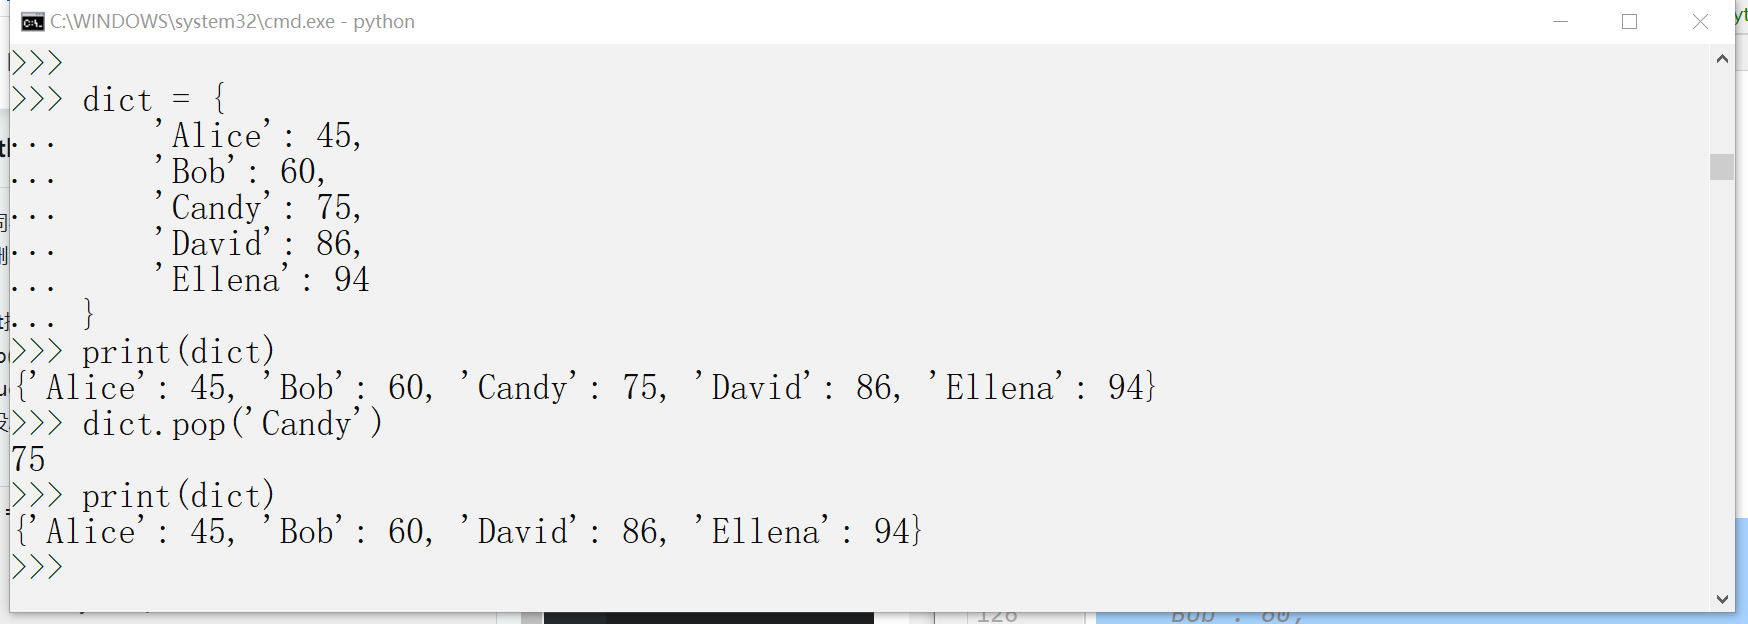 C:\WINDOWS\system32\cmd.exe - python
>>>
>>> dict = {
...     'Alice': 45,
...     'Bob': 60,
...     'Candy': 75,
...     'David': 86,
...     'Ellena': 94
... }
>>> print(dict)
{'Alice': 45, 'Bob': 60, 'Candy': 75, 'David': 86, 'Ellena': 94}
>>> dict.pop('Candy')
75
>>> print(dict)
{'Alice': 45, 'Bob': 60, 'David': 86, 'Ellena': 94}
>>>
126